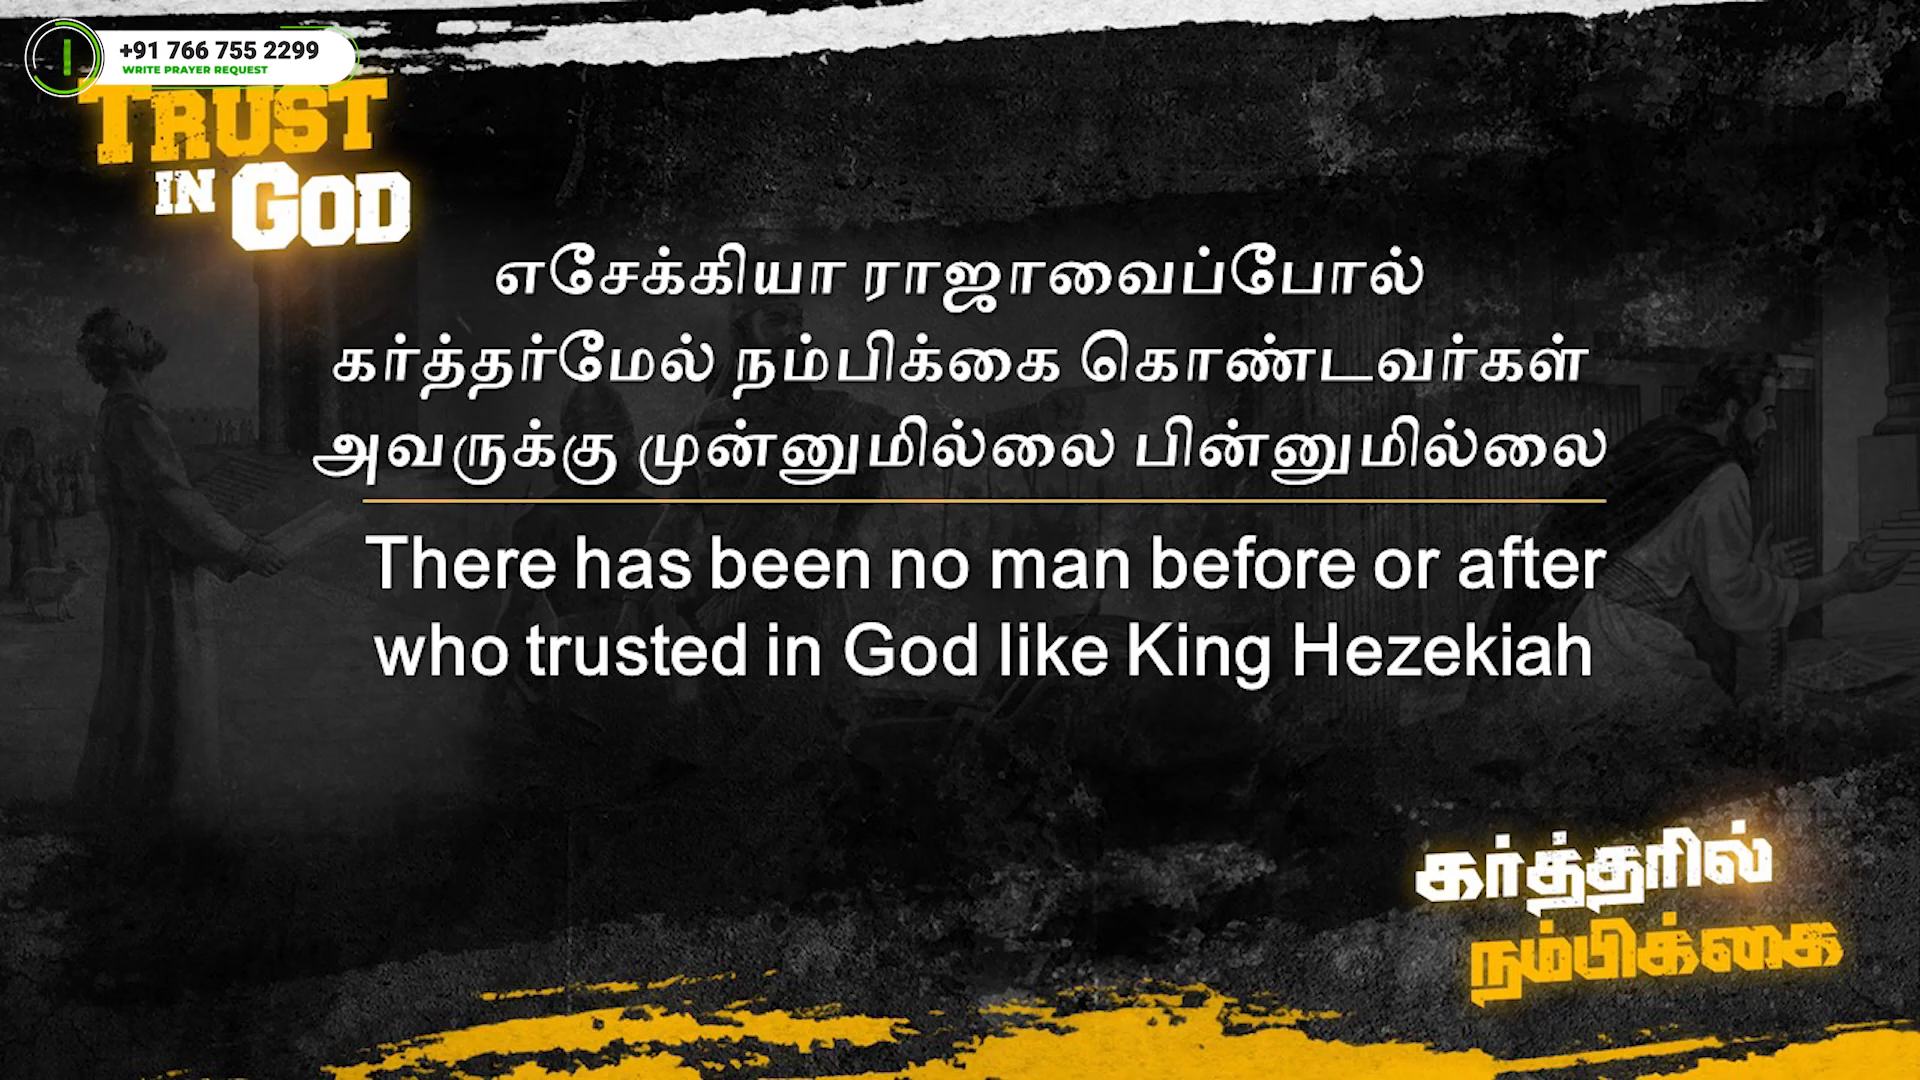 +91 766 755 2299
WRITE PRAYER REQUEST
TRUST
IN GOD
எசேக்கியா ராஜாவைப்போல்
கர்த்தர்மேல் நம்பிக்கை கொண்டவர்கள்
அவருக்கு முன்னுமில்லை பின்னுமில்லை
There has been no man before or after
who trusted in God like King Hezekiah
கர்த்தரில்
நம்பிக்கை